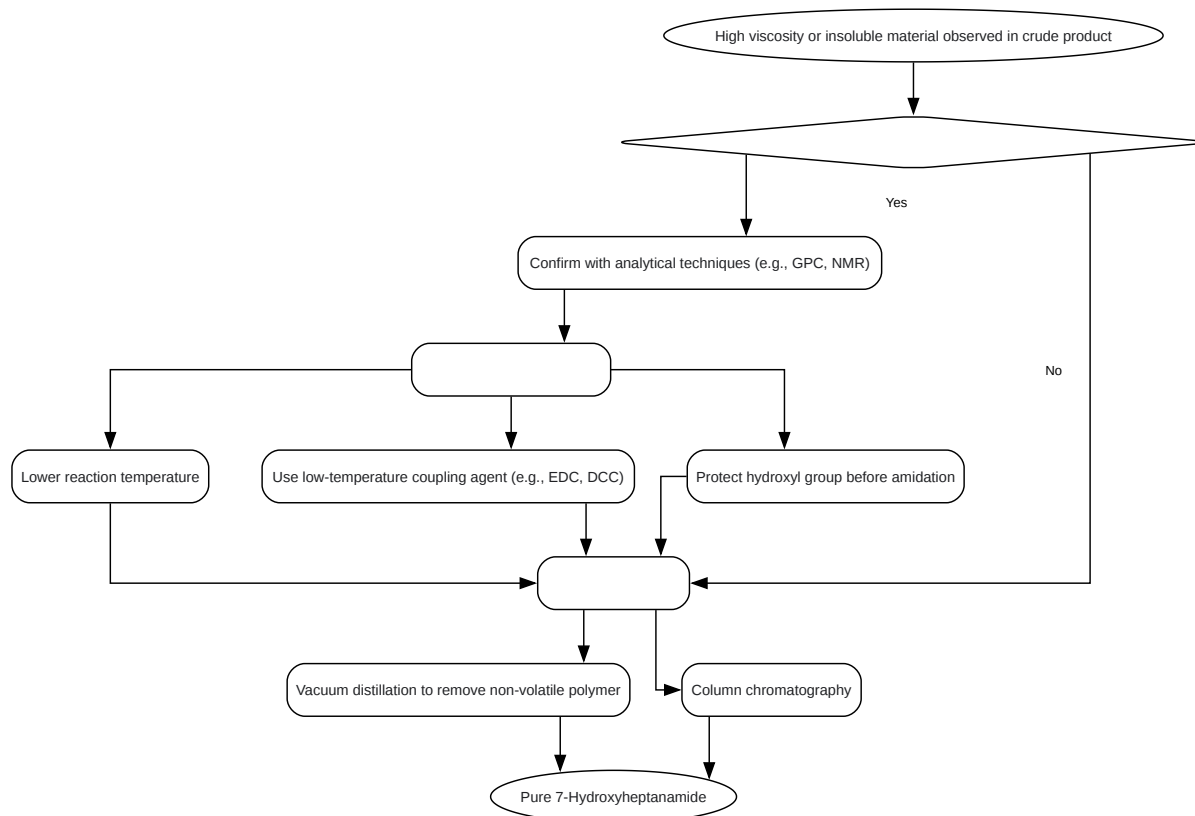 High viscosity or insoluble material observed in crude product
Yes
Confirm with analytical techniques (e.g., GPC, NMR)
No
Lower reaction temperature
Use low-temperature coupling agent (e.g., EDC, DCC)
Protect hydroxyl group before amidation
Vacuum distillation to remove non-volatile polymer
Column chromatography
Pure 7-Hydroxyheptanamide